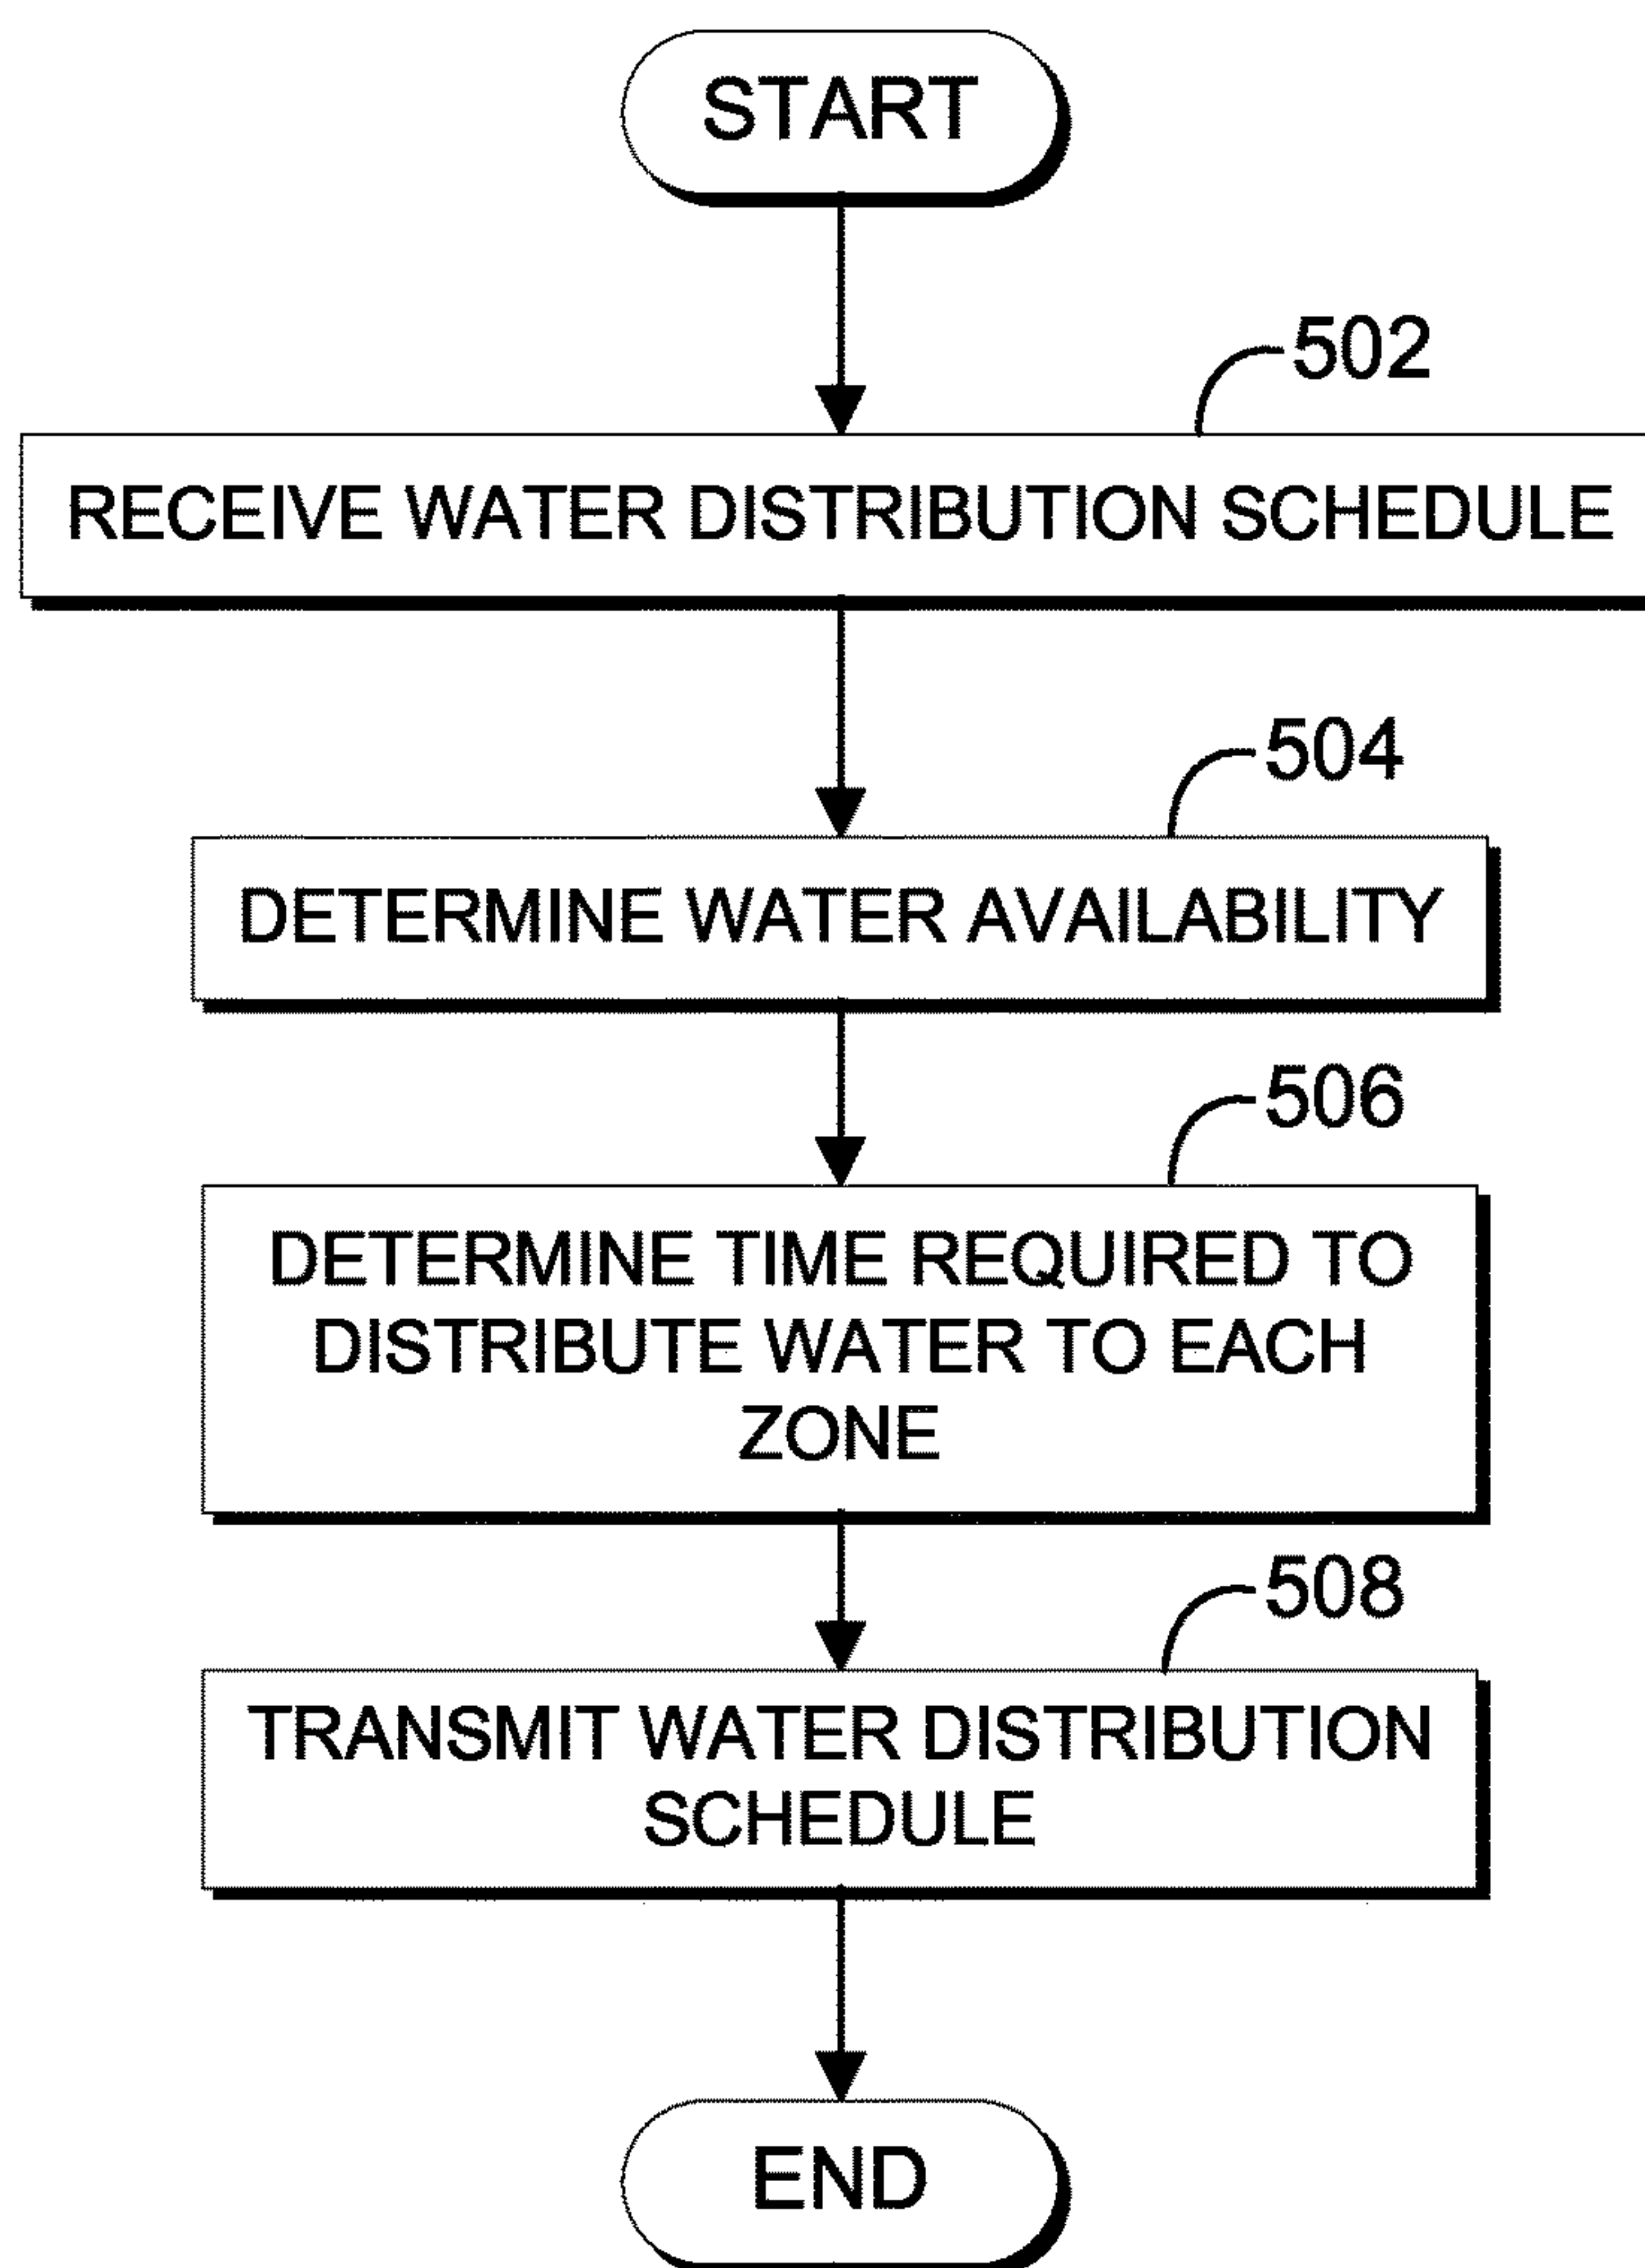 START
502
RECEIVE WATER DISTRIBUTION SCHEDULE
504
DETERMINE WATER AVAILABILITY
506
DETERMINE TIME REQUIRED TO
DISTRIBUTE WATER TO EACH
ZONE
508
TRANSMIT WATER DISTRIBUTION
SCHEDULE
END